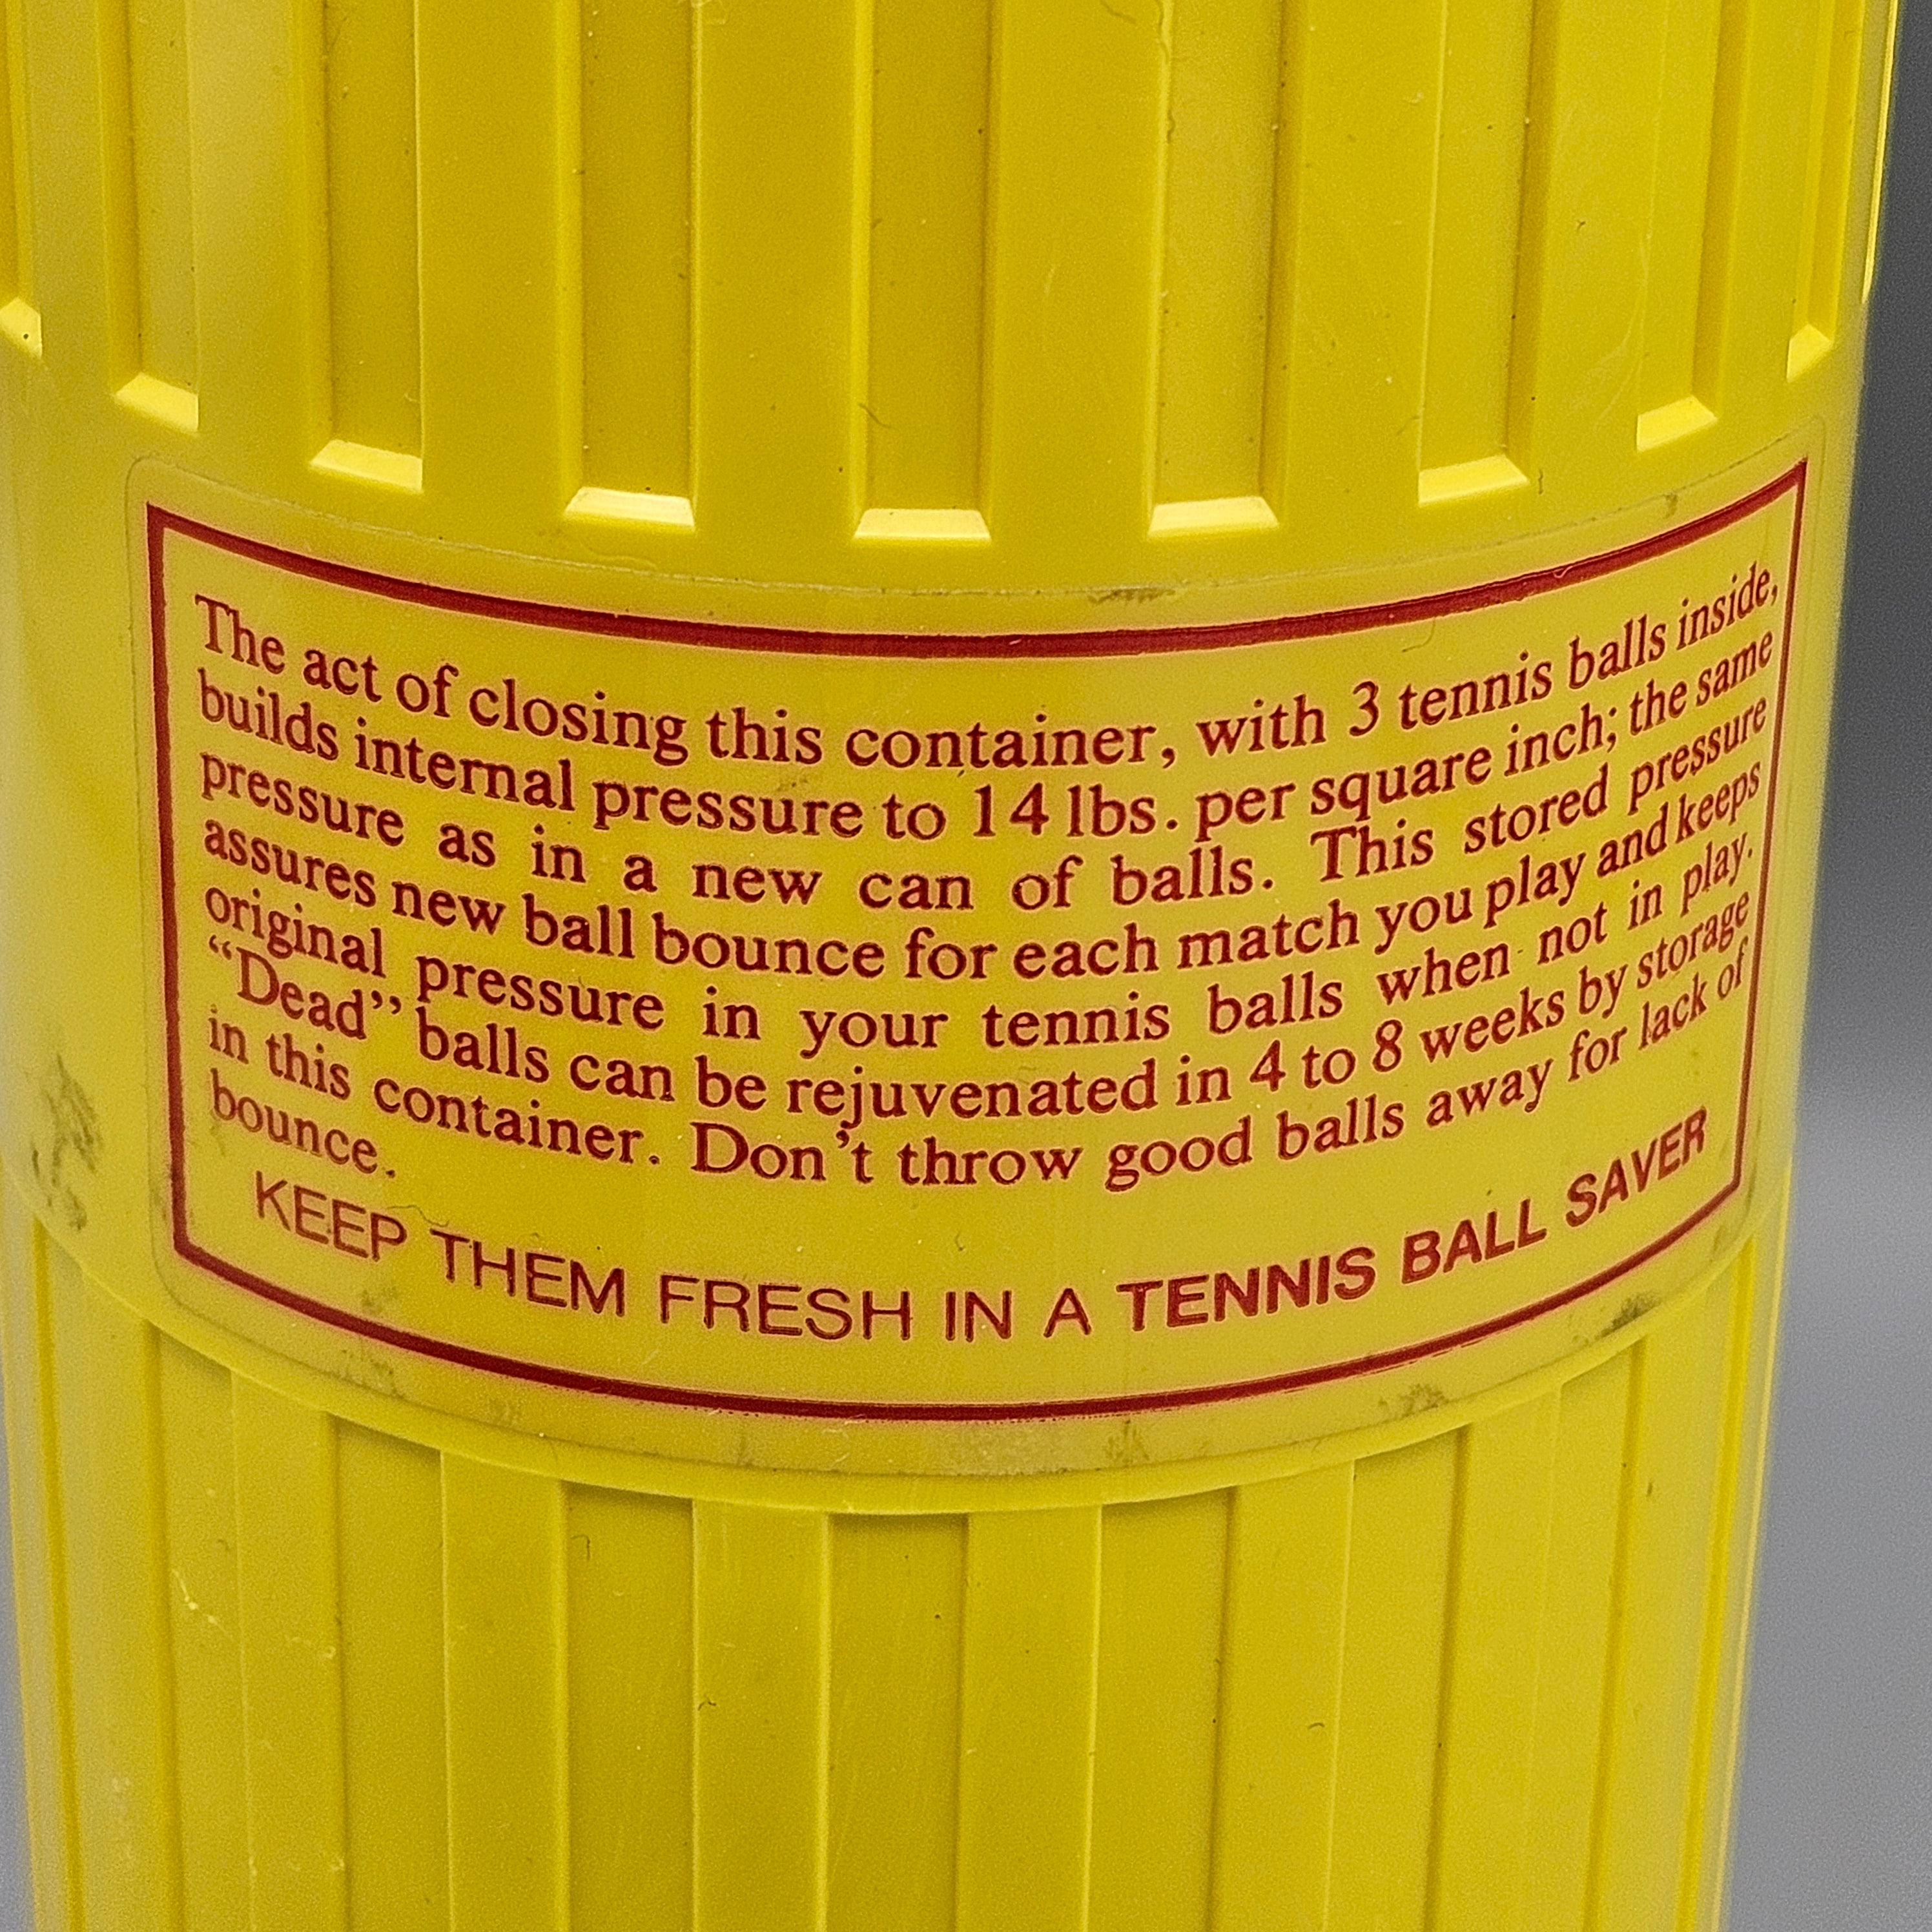 The act of closing this container, with 3 tennis balls inside,
builds internal pressure to 14 lbs. per square inch; the same
pressure as in a new can of balls. This stored pressure
assures new ball bounce for each match you play and keeps
original pressure in your tennis balls when not in play.
“Dead” balls can be rejuvenated in 4 to 8 weeks by storage
in this container. Don’t throw good balls away for lack of
bounce.
KEEP THEM FRESH IN A TENNIS BALL SAVER